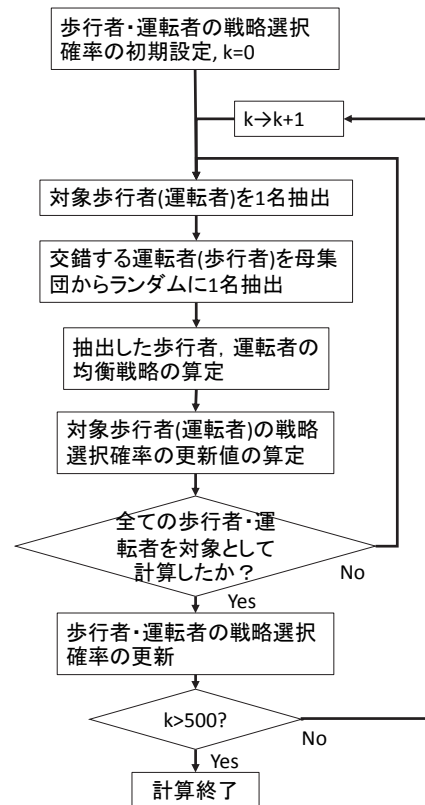 歩行者・運転者の戦略選択
確率の初期設定, k=0
k→k+1
対象歩行者(運転者)を1名抽出
交錯する運転者(歩行者)を母集
団からランダムに1名抽出
抽出した歩行者，運転者の
均衡戦略の算定
対象歩行者(運転者)の戦略
選択確率の更新値の算定
全ての歩行者・運
転者を対象として
計算したか？
No
Yes
歩行者・運転者の戦略選択
確率の更新
k>500?
No
Yes
計算終了